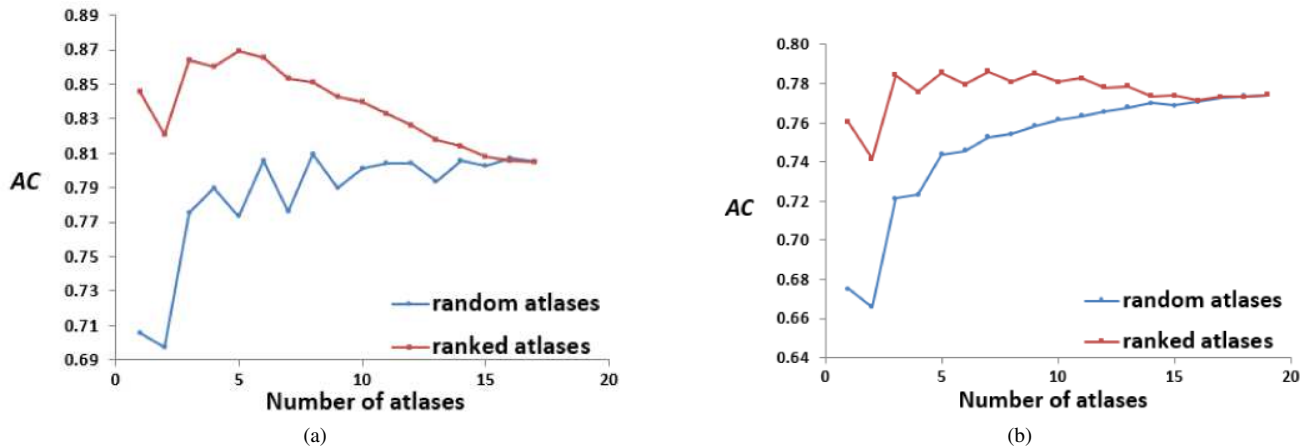 0.89
0.87
0.85
0.83
0.81
0.79
0.77
0.75
0.73
0.71
0.69
AC
0 5 10 15 20
Number of atlases
random atlases
ranked atlases
(a)
0.80
0.78
0.76
0.74
0.72
0.70
0.68
0.66
0.64
AC
0 5 10 15 20
Number of atlases
random atlases
ranked atlases
(b)